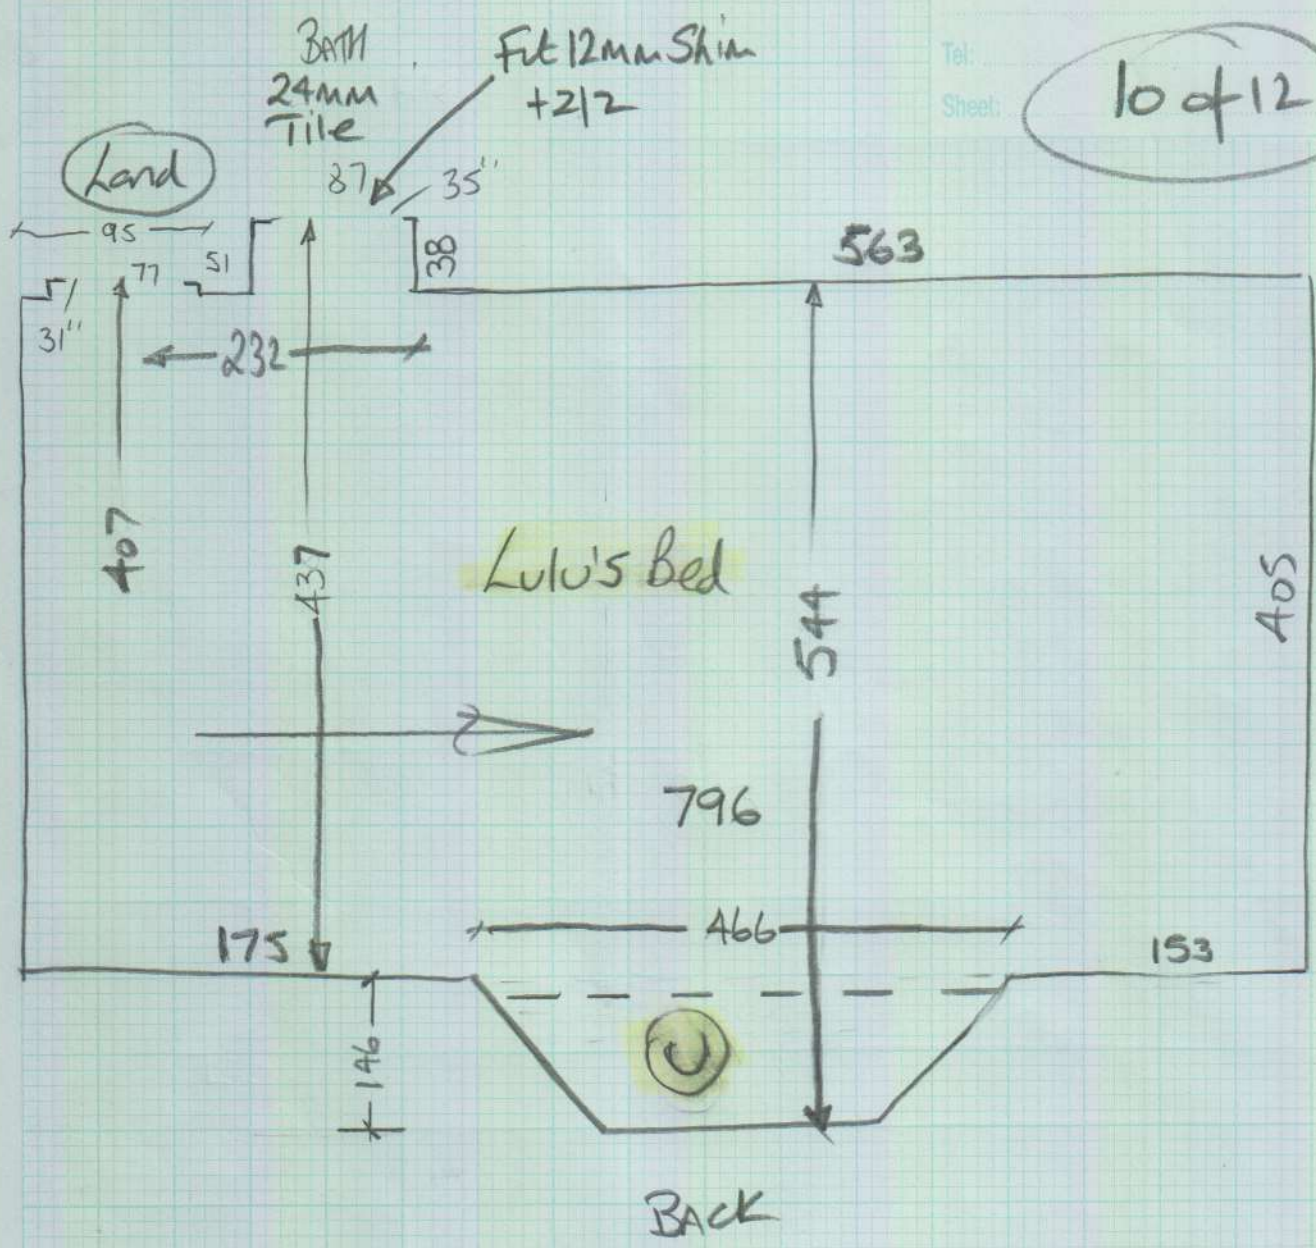 BATH
24mm
Tile
Fit 12mm Shim
+2/2
Tel:
Sheet:
10 of 12
Land
87
35"
95
77
51
38
563
31"
232
407
437
Lulu's Bed
544
405
796
466
175
153
146
U
BACK